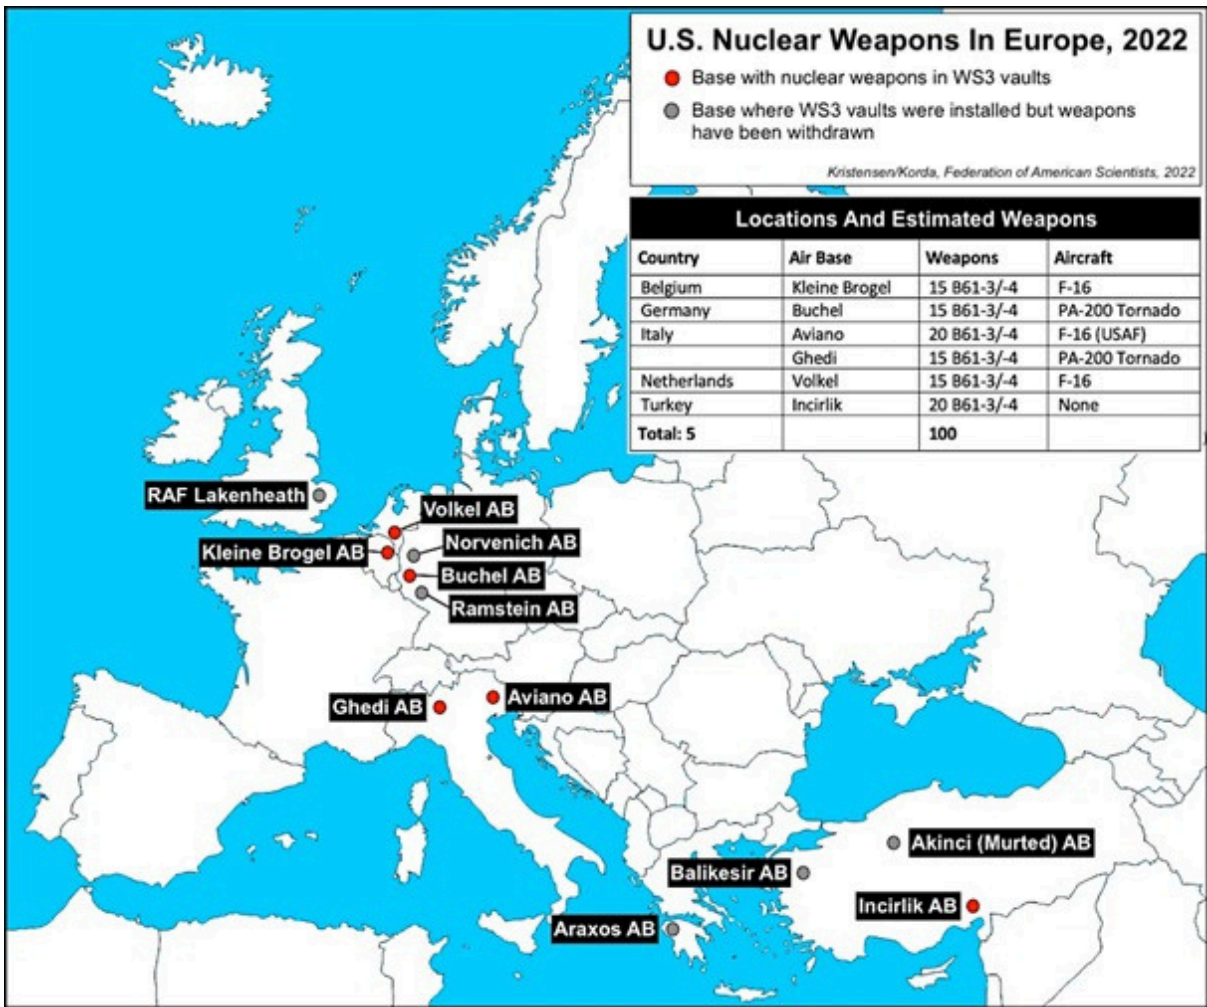 U.S. Nuclear Weapons In Europe, 2022
Base with nuclear weapons in WS3 vaults
Base where WS3 vaults were installed but weapons
have been withdrawn
Kristensen/Korda, Federation of American Scientists, 2022
Locations And Estimated Weapons
Country Air Base Weapons Aircraft
Belgium Kleine Brogel 15 B61-3/-4 F-16
Germany Buchel 15 B61-3/-4 PA-200 Tornado
Italy Aviano 20 B61-3/-4 F-16 (USAF)
Ghedi 15 B61-3/-4 PA-200 Tornado
Netherlands Volkel 15 B61-3/-4 F-16
Turkey Incirlik 20 B61-3/-4 None
Total: 5 100
RAF Lakenheath
Volkel AB
Kleine Brogel AB
Norvenich AB
Buchel AB
Ramstein AB
Ghedi AB
Aviano AB
Akinci (Murted) AB
Balikesir AB
Incirlik AB
Araxos AB